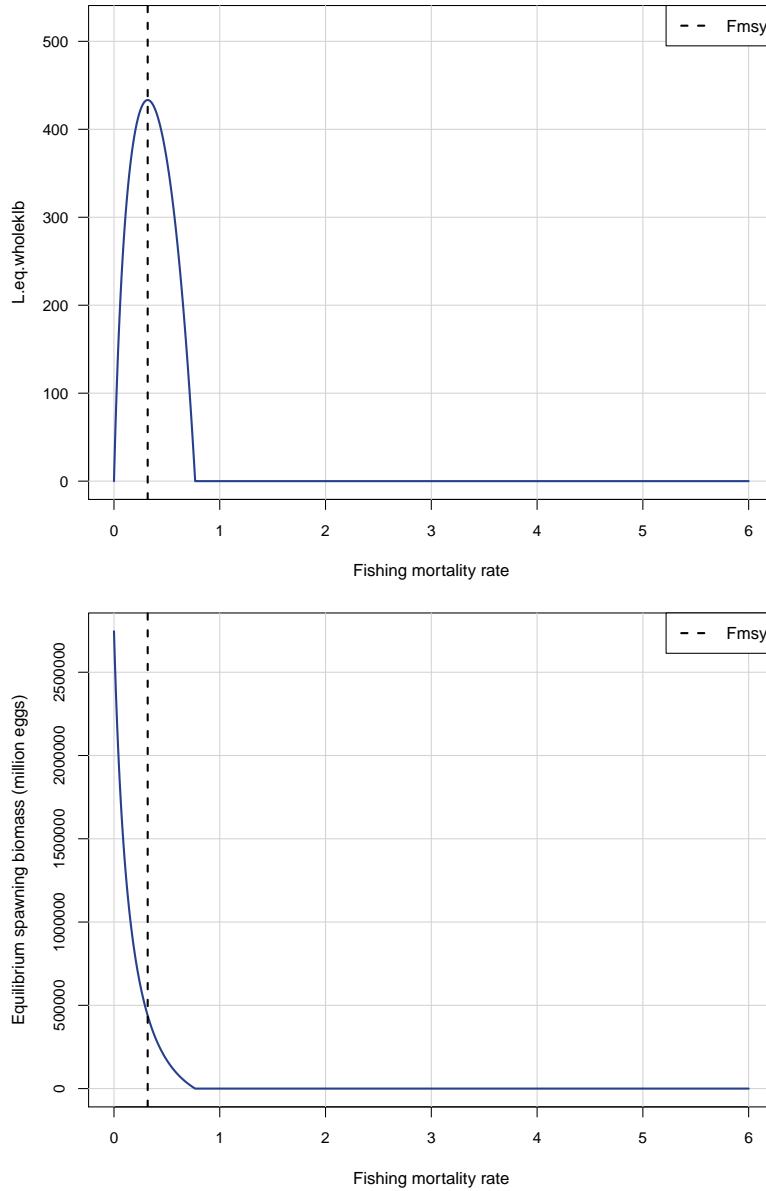 Fmsy
500
400
300
200
100
0
L.eq.wholeklb
0 1 2 3 4 5 6
Fishing mortality rate
Fmsy
2500000
2000000
1500000
1000000
500000
0
Equilibrium spawning biomass (million eggs)
0 1 2 3 4 5 6
Fishing mortality rate